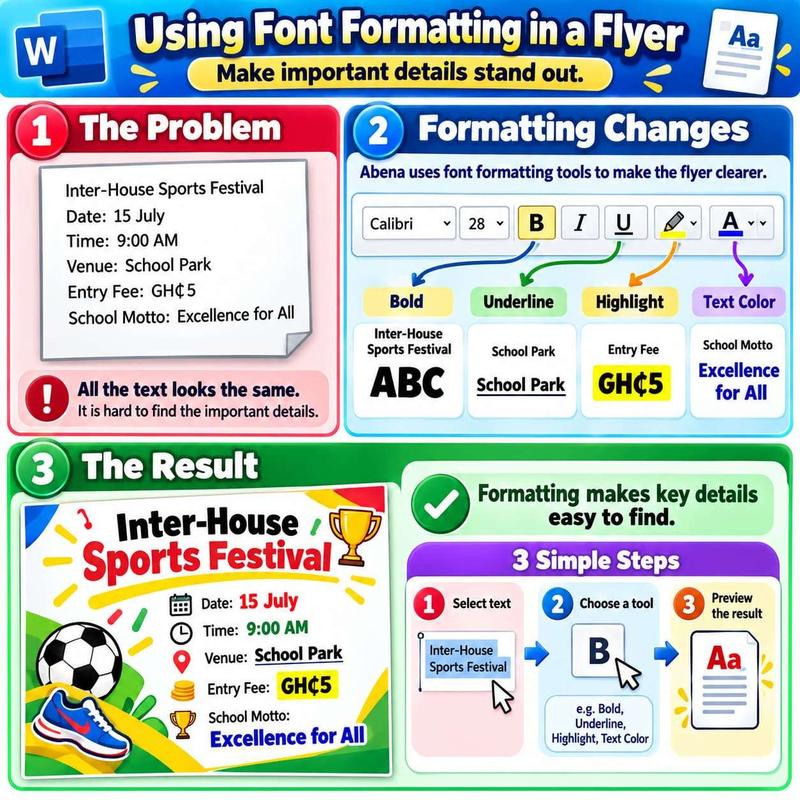 W
Using Font Formatting in a Flyer
Aa
Make important details stand out.
1 The Problem
Inter-House Sports Festival
Date: 15 July
Time: 9:00 AM
Venue: School Park
Entry Fee: GH₵5
School Motto: Excellence for All
! All the text looks the same.
It is hard to find the important details.
2 Formatting Changes
Abena uses font formatting tools to make the flyer clearer.
Calibri 28 B I U A
Bold
Underline
Highlight
Text Color
Inter-House
Sports Festival
ABC
School Park
School Park
Entry Fee
GH₵5
School Motto
Excellence
for All
3 The Result
Inter-House
Sports Festival
Date: 15 July
Time: 9:00 AM
Venue: School Park
Entry Fee: GH₵5
School Motto:
Excellence for All
Formatting makes key details
easy to find.
3 Simple Steps
1 Select text
Inter-House
Sports Festival
2 Choose a tool
B
e.g. Bold,
Underline,
Highlight, Text Color
3 Preview
the result
Aa